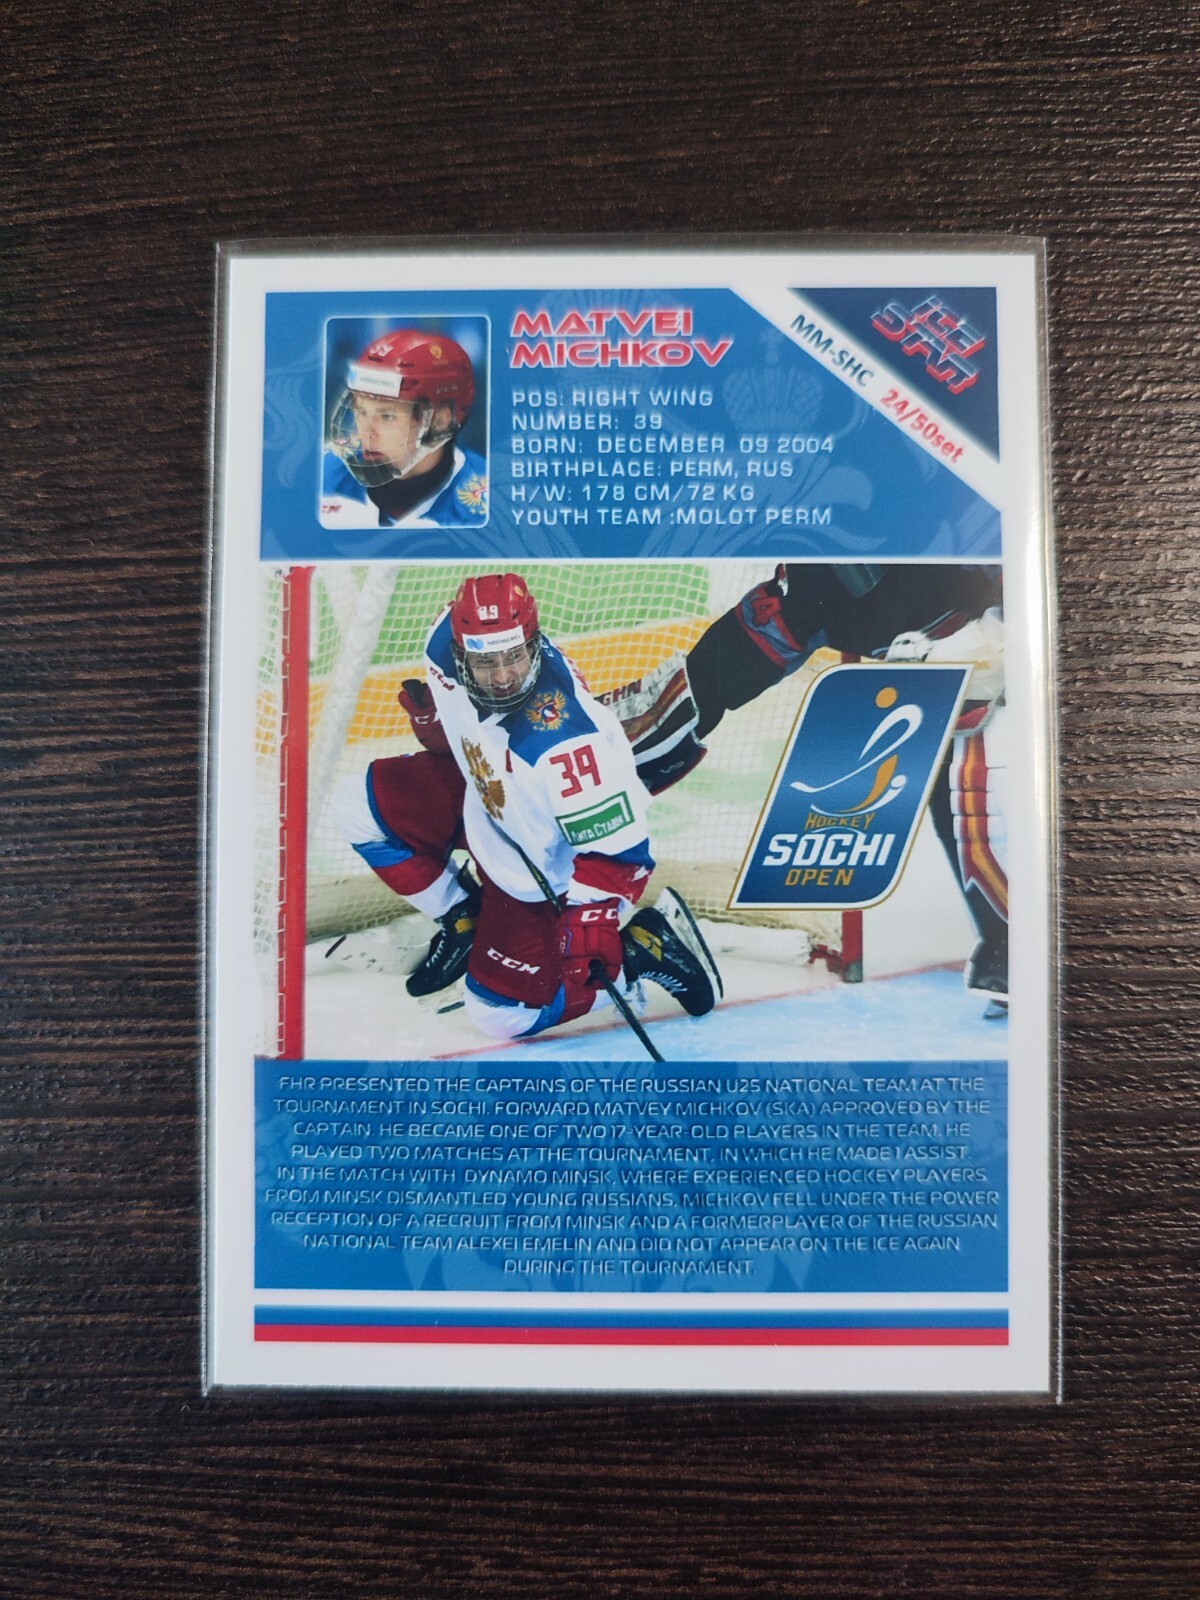 MATVEI
MICHKOV
POS: RIGHT WING
NUMBER: 39
BORN: DECEMBER 09 2004
BIRTHPLACE: PERM, RUS
H/W: 178 CM/72 KG
YOUTH TEAM :MOLOT PERM
ICE
STAR
MM-SHC 24/50set
39
39
CCM
39
Лига Ставок
CCM
CCM
HOCKEY
SOCHI
OPEN
FHR PRESENTED THE CAPTAINS OF THE RUSSIAN U25 NATIONAL TEAM AT THE
TOURNAMENT IN SOCHI. FORWARD MATVEY MICHKOV (SKA) APPROVED BY THE
CAPTAIN. HE BECAME ONE OF TWO 17-YEAR-OLD PLAYERS IN THE TEAM. HE
PLAYED TWO MATCHES AT THE TOURNAMENT, IN WHICH HE MADE 1 ASSIST.
IN THE MATCH WITH DYNAMO MINSK, WHERE EXPERIENCED HOCKEY PLAYERS
FROM MINSK DISMANTLED YOUNG RUSSIANS, MICHKOV FELL UNDER THE POWER
RECEPTION OF A RECRUIT FROM MINSK AND A FORMERPLAYER OF THE RUSSIAN
NATIONAL TEAM ALEXEI EMELIN AND DID NOT APPEAR ON THE ICE AGAIN
DURING THE TOURNAMENT.